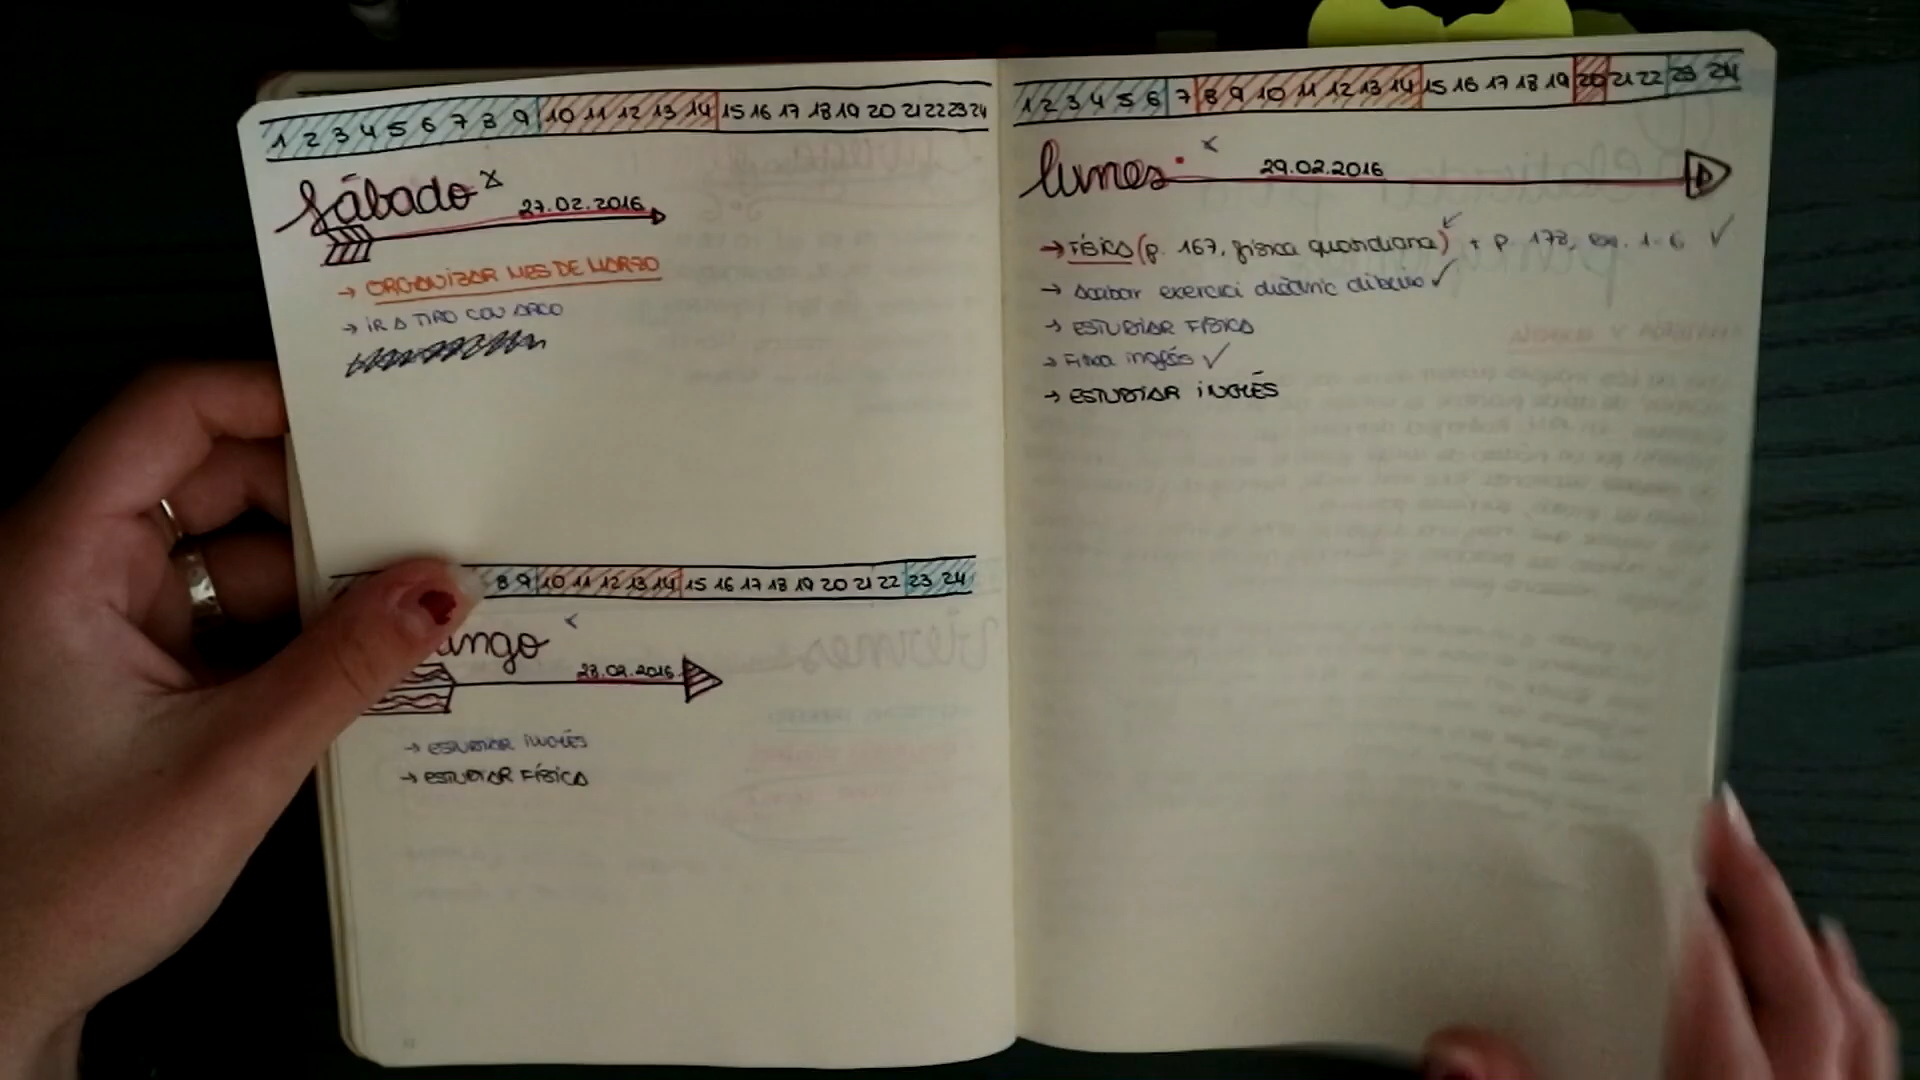 1 2 3 4 5 6 7 8 9 10 11 12 13 14 15 16 17 18 19 20 21 22 23 24
Sábado
27.02.2016
→ ORGANIZAR MES DE MARZO
→ IR A TIRO CON ARCO
8 9 10 11 12 13 14 15 16 17 18 19 20 21 22 23 24
ingo
28.02.2016
→ ESTUDIAR INGLÉS
→ ESTUDIAR FÍSICA
1 2 3 4 5 6 7 8 9 10 11 12 13 14 15 16 17 18 19 20 21 22 23 24
lunes
29.02.2016
→ FÍSICA (p. 167, física quotidiana) + p. 178, ex. 1-6 ✓
→ Acabar exercici dièdric dibuix ✓
→ ESTUDIAR FÍSICA
→ FITXA inglés ✓
→ ESTUDIAR INGLÉS